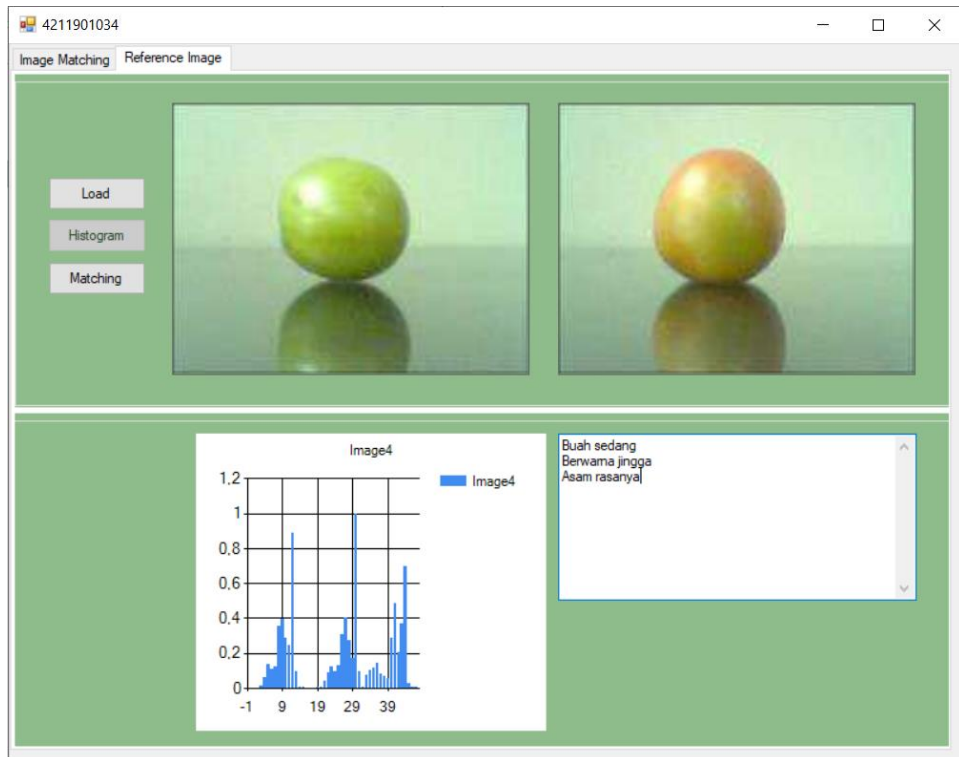 4211901034
Image Matching Reference Image
Load
Histogram
Matching
Image4
Image4
1,2
1
0,8
0,6
0,4
0,2
0
-1 9 19 29 39
Buah sedang
Berwarna jingga
Asam rasanya